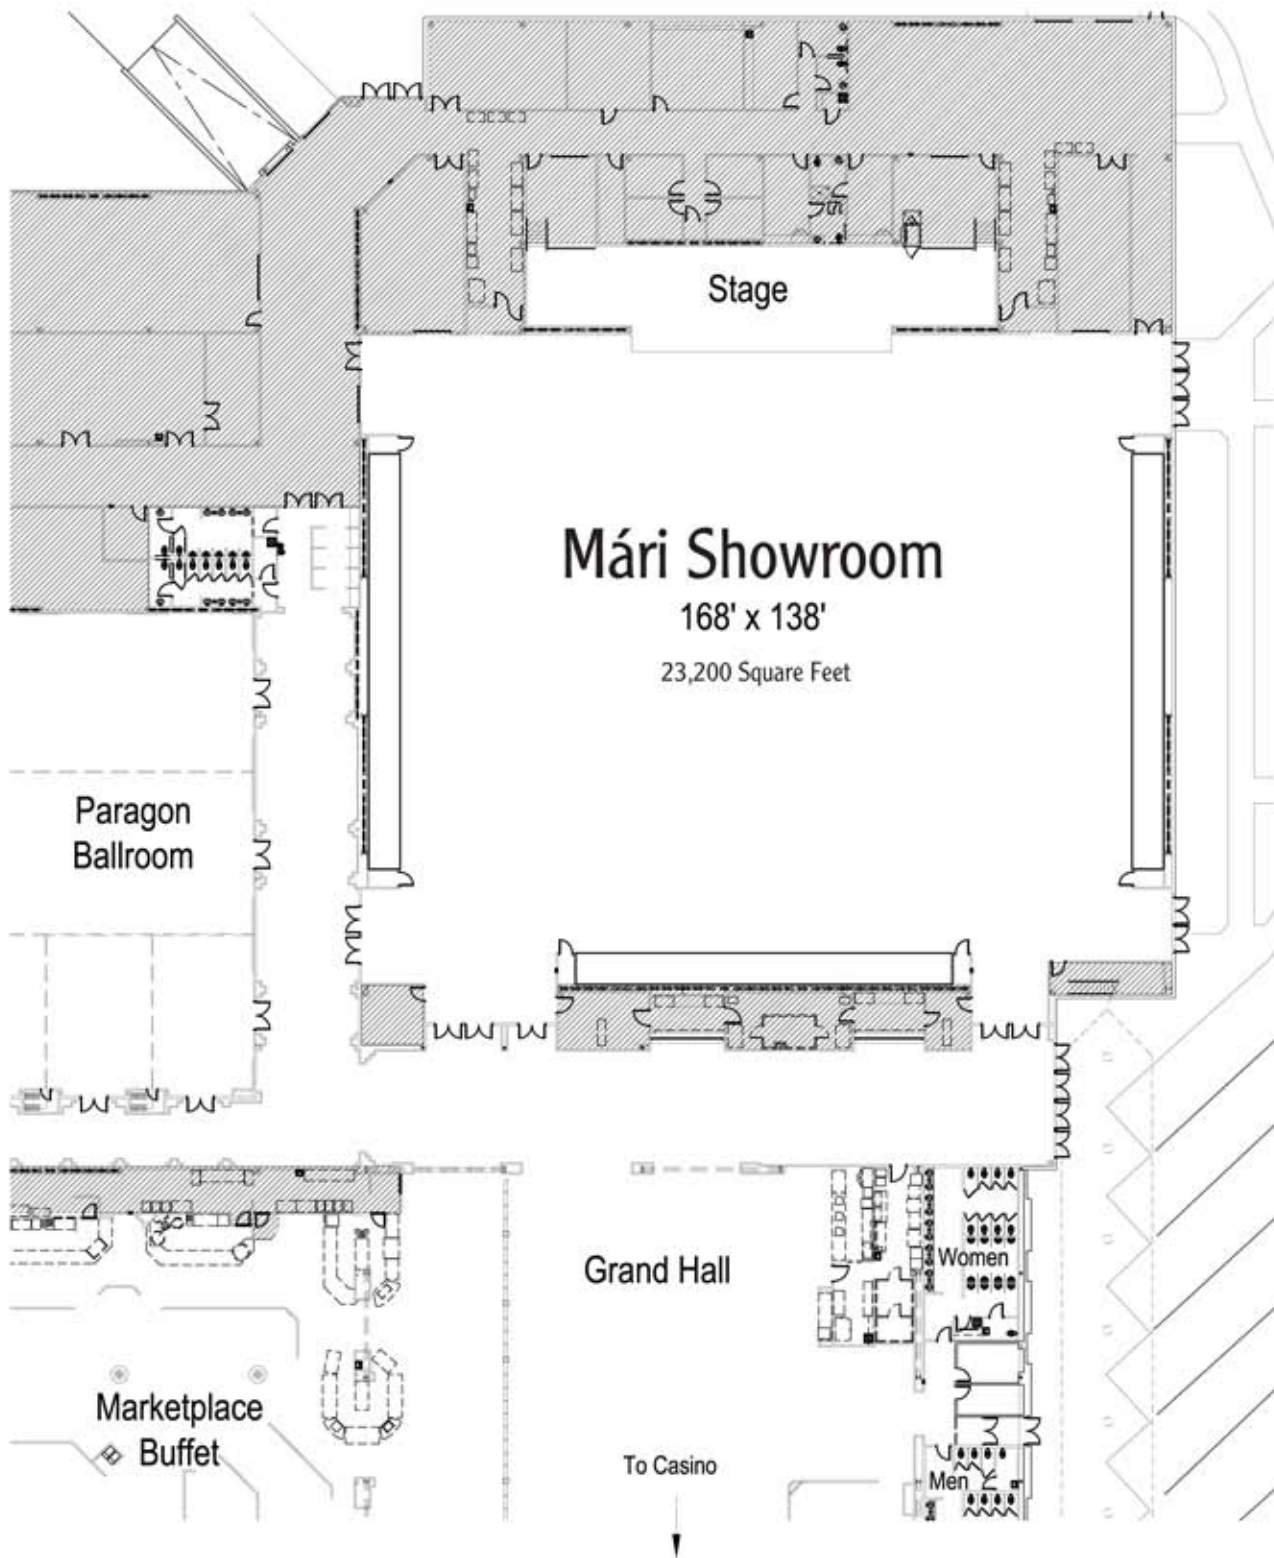 Stage
Mári Showroom
168' x 138'
23,200 Square Feet
Paragon
Ballroom
Grand Hall
Women
Marketplace
Buffet
To Casino
Men